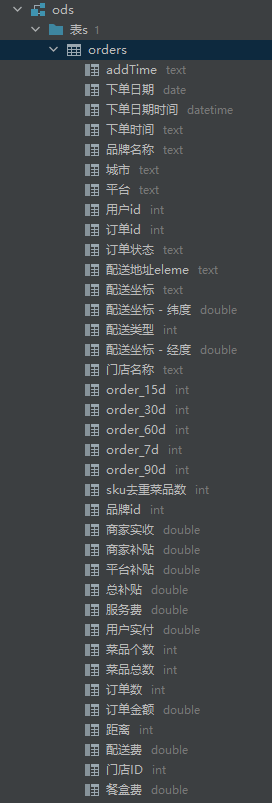 ods
表s 1
orders
addTime text
下单日期 date
下单日期时间 datetime
下单时间 text
品牌名称 text
城市 text
平台 text
用户id int
订单id int
订单状态 text
配送地址eleme text
配送坐标 text
配送坐标 - 纬度 double
配送类型 int
配送坐标 - 经度 double
门店名称 text
order_15d int
order_30d int
order_60d int
order_7d int
order_90d int
sku去重菜品数 int
品牌id int
商家实收 double
商家补贴 double
平台补贴 double
总补贴 double
服务费 double
用户实付 double
菜品个数 int
菜品总数 int
订单数 int
订单金额 double
距离 int
配送费 double
门店ID int
餐盒费 double